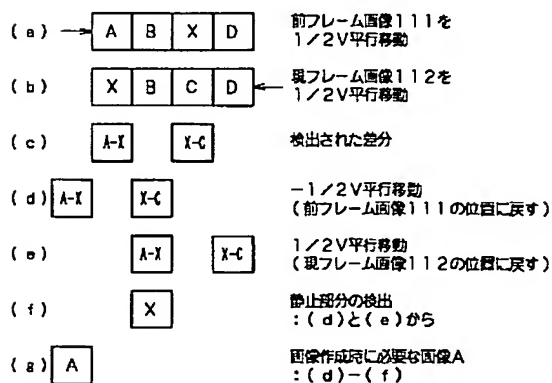 (a) A B X D 前フレーム画像111を
1/2V平行移動
(b) X B C D 現フレーム画像112を
1/2V平行移動
(c) A-X X-C 検出された差分
(d) A-X X-C -1/2V平行移動
(前フレーム画像111の位置に戻す)
(e) A-X X-C 1/2V平行移動
(現フレーム画像112の位置に戻す)
(f) X 静止部分の検出
:(d)と(e)から
(g) A 画像作成時に必要な画像A
:(d)-(f)